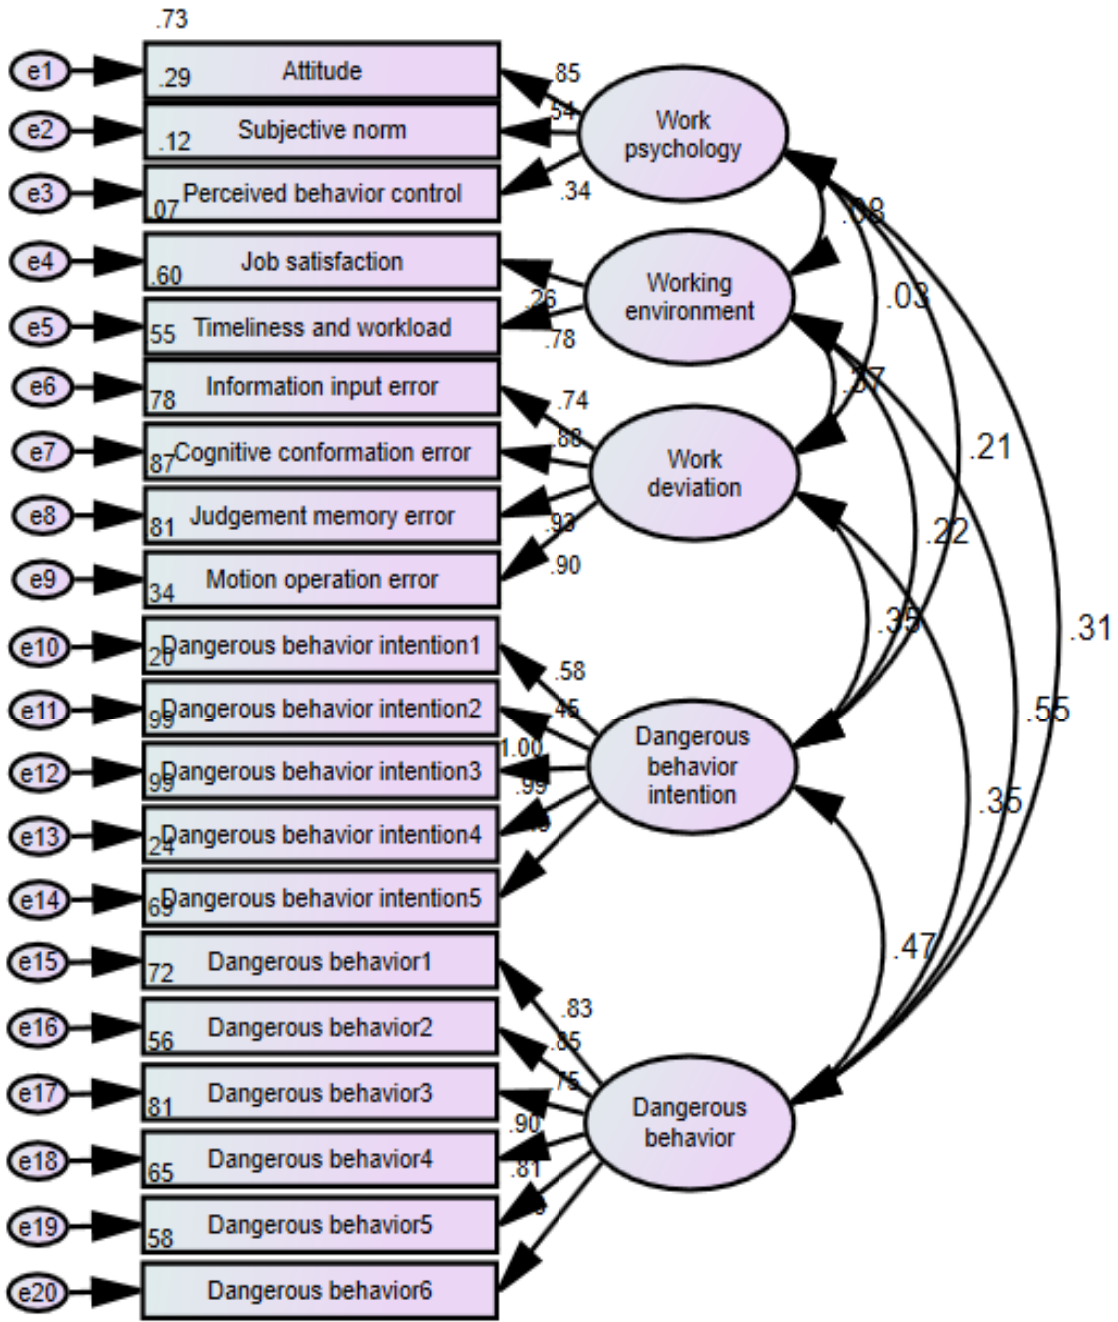 .73
e1
Attitude
.29
e2
Subjective norm
.12
e3
Perceived behavior control
.07
e4
Job satisfaction
.60
e5
Timeliness and workload
55
e6
Information input error
78
e7
Cognitive conformation error
87
e8
Judgement memory error
81
e9
Motion operation error
34
e10
Dangerous behavior intention1
20
e11
Dangerous behavior intention2
99
e12
Dangerous behavior intention3
99
e13
Dangerous behavior intention4
24
e14
Dangerous behavior intention5
69
e15
Dangerous behavior1
72
e16
Dangerous behavior2
56
e17
Dangerous behavior3
81
e18
Dangerous behavior4
65
e19
Dangerous behavior5
58
e20
Dangerous behavior6
.85
.54
.34
.26
.78
.74
.88
.93
.90
.58
.45
1.00
.99
.83
.85
.75
.90
.81
Work
psychology
Working
environment
Work
deviation
Dangerous
behavior
intention
Dangerous
behavior
.08
.03
.37
.21
.22
.35
.31
.55
.35
.47